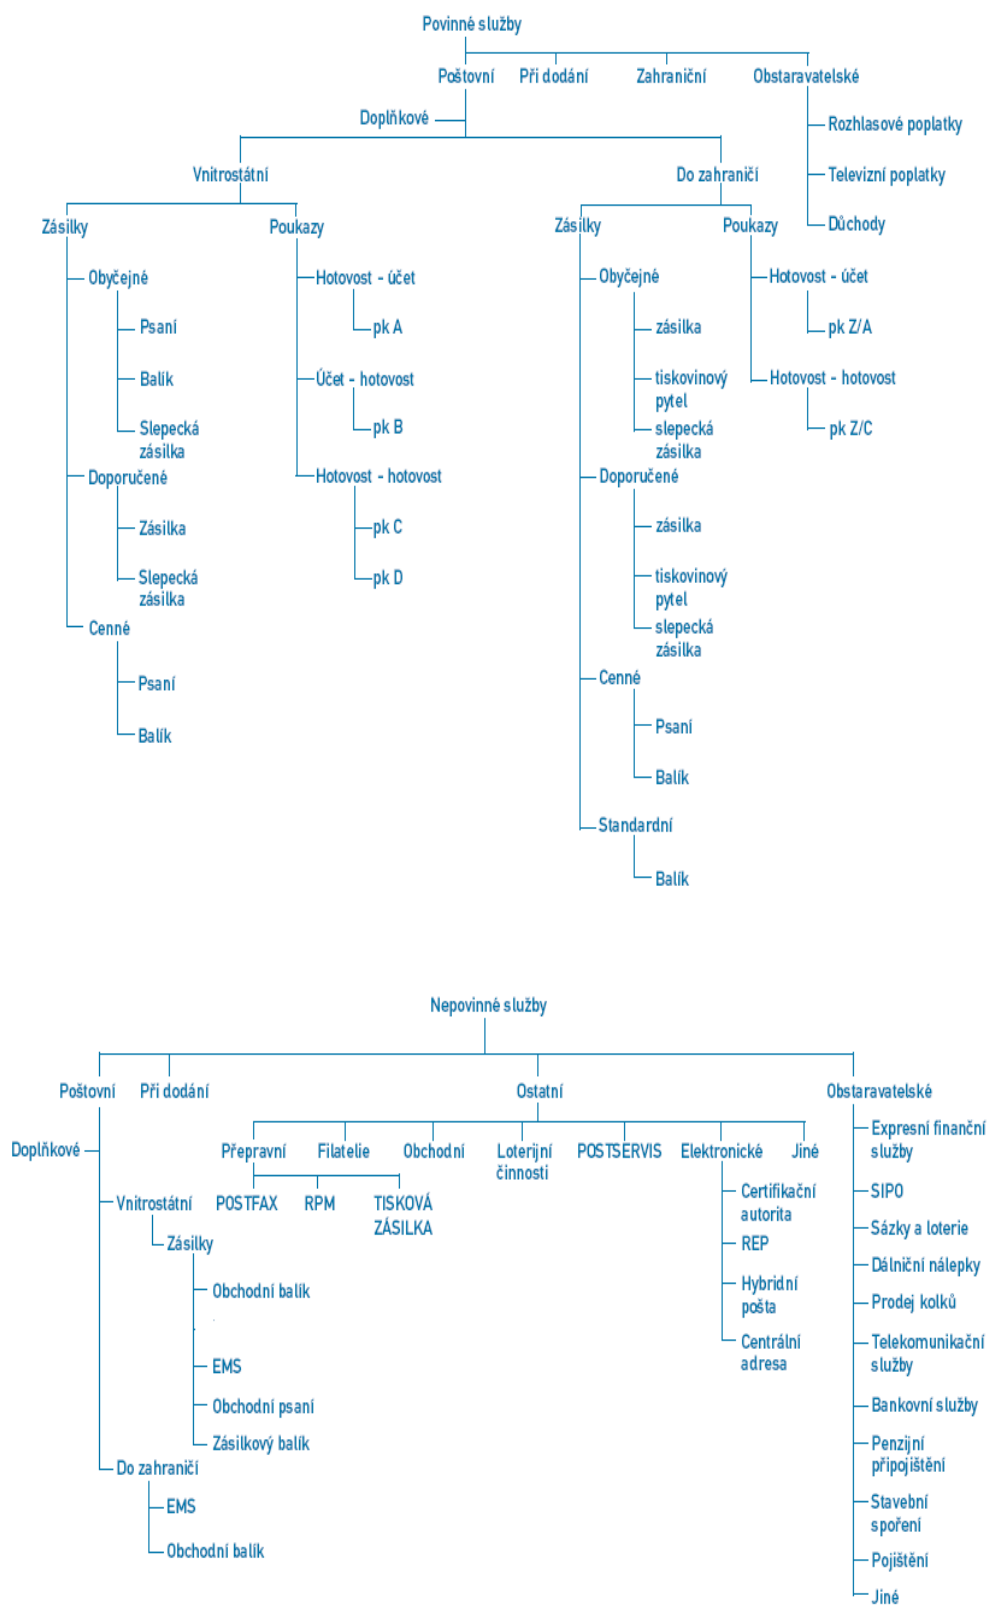 Povinné služby
Poštovní
Při dodání
Zahraniční
Obstaravatelské
Doplňkové
Rozhlasové poplatky
Televizní poplatky
Důchody
Vnitrostátní
Do zahraničí
Zásilky
Poukazy
Zásilky
Poukazy
Obyčejné
Psaní
Balík
Slepecká
zásilka
Doporučené
Zásilka
Slepecká
zásilka
Cenné
Psaní
Balík
Hotovost - účet
pk A
Účet - hotovost
pk B
Hotovost - hotovost
pk C
pk D
Obyčejné
zásilka
tiskovinový
pytel
slepecká
zásilka
Doporučené
zásilka
tiskovinový
pytel
slepecká
zásilka
Cenné
Psaní
Balík
Standardní
Balík
Hotovost - účet
pk Z/A
Hotovost - hotovost
pk Z/C
Nepovinné služby
Poštovní
Při dodání
Ostatní
Obstaravatelské
Doplňkové
Vnitrostátní
Zásilky
Obchodní balík
EMS
Obchodní psaní
Zásilkový balík
Do zahraničí
EMS
Obchodní balík
Přepravní
Filatelie
Obchodní
Loterijní
činnosti
POSTSERVIS
Elektronické
Jiné
POSTFAX
RPM
TISKOVÁ
ZÁSILKA
Certifikační
autorita
REP
Hybridní
pošta
Centrální
adresa
Expresní finanční
služby
SIPO
Sázky a loterie
Dálniční nálepky
Prodej kolků
Telekomunikační
služby
Bankovní služby
Penzijní
připojištění
Stavební
spoření
Pojištění
Jiné